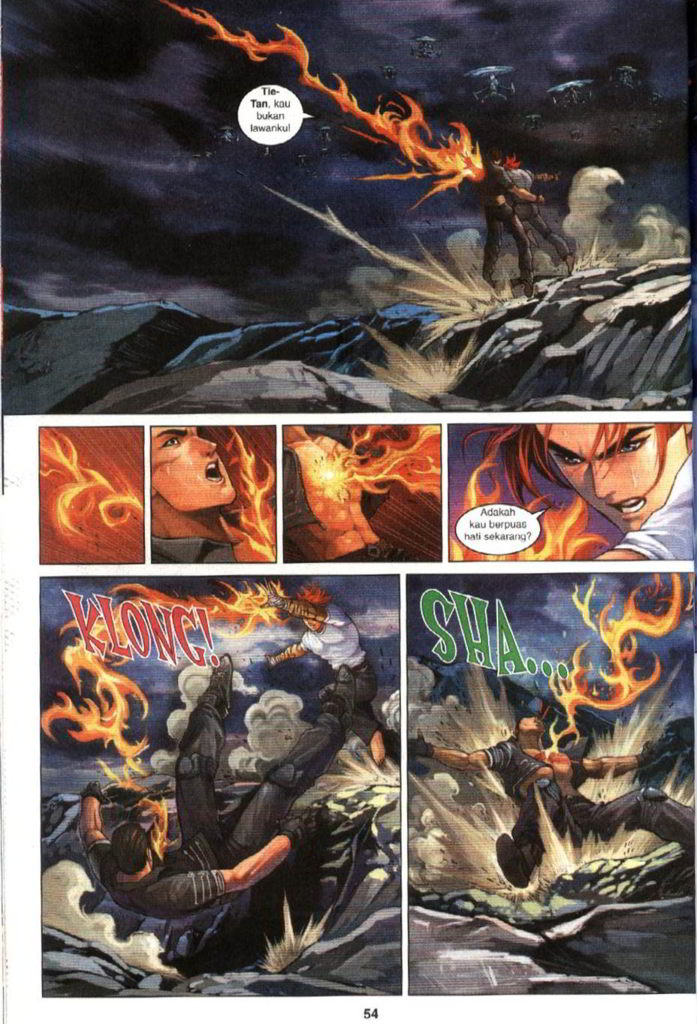 Tie-
Tan, kau
bukan
lawanku!
Adakah
kau berpuas
hati sekarang?
KLONG!
SHA...
54